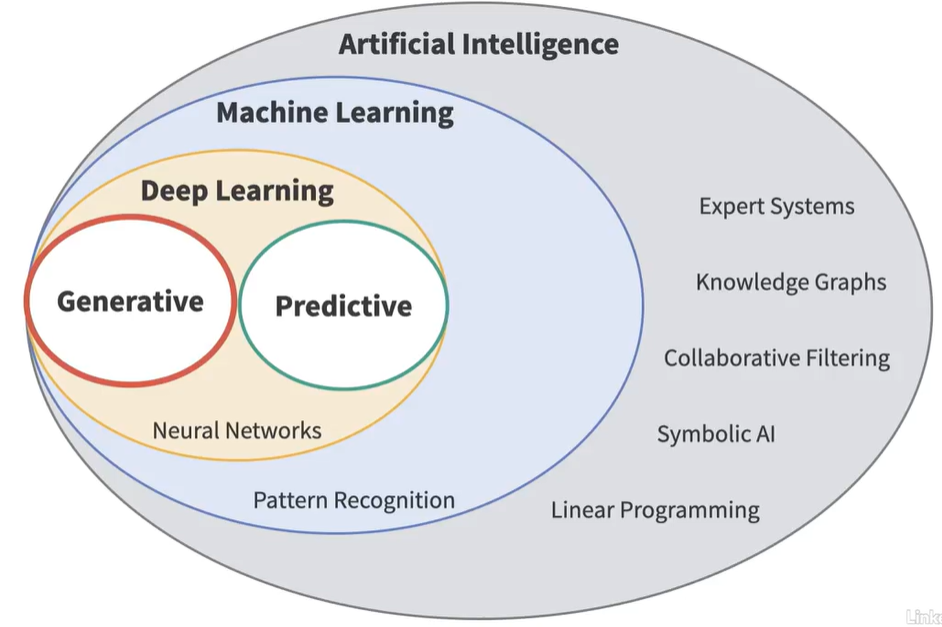 Artificial Intelligence
Machine Learning
Deep Learning
Expert Systems
Knowledge Graphs
Generative
Predictive
Collaborative Filtering
Neural Networks
Symbolic AI
Pattern Recognition
Linear Programming